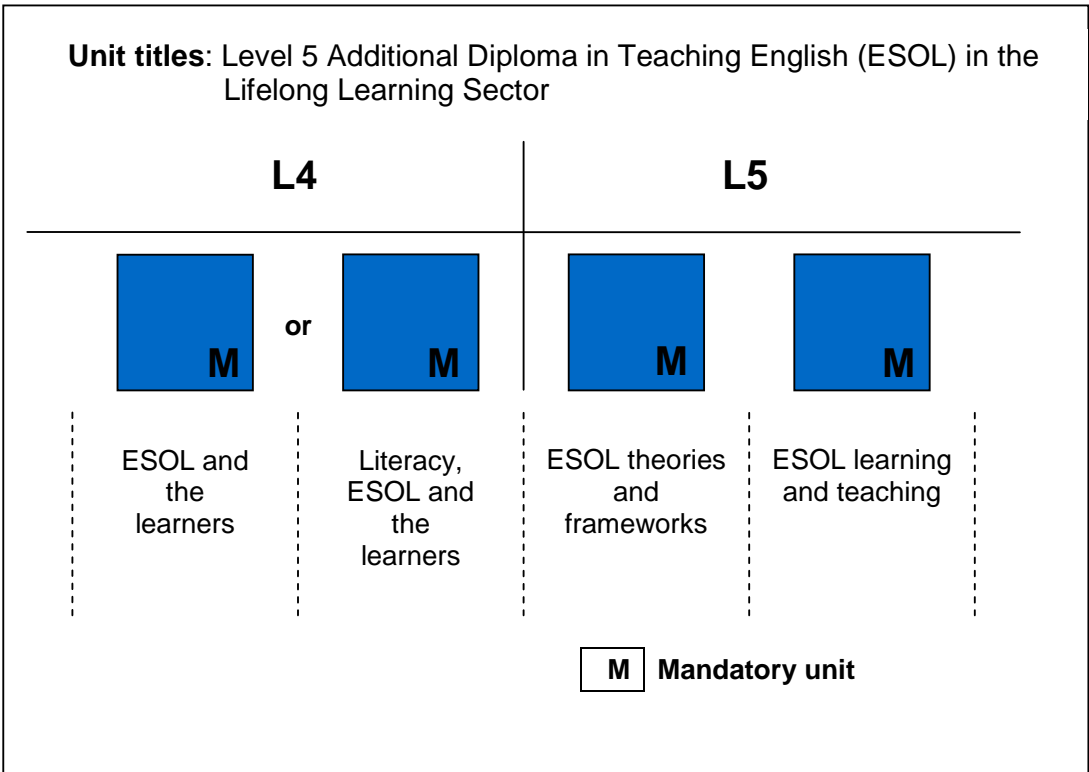 Unit titles: Level 5 Additional Diploma in Teaching English (ESOL) in the
Lifelong Learning Sector
L4
L5
M
or
M
M
M
ESOL and
the
learners
Literacy,
ESOL and
the
learners
ESOL theories
and
frameworks
ESOL learning
and teaching
M Mandatory unit